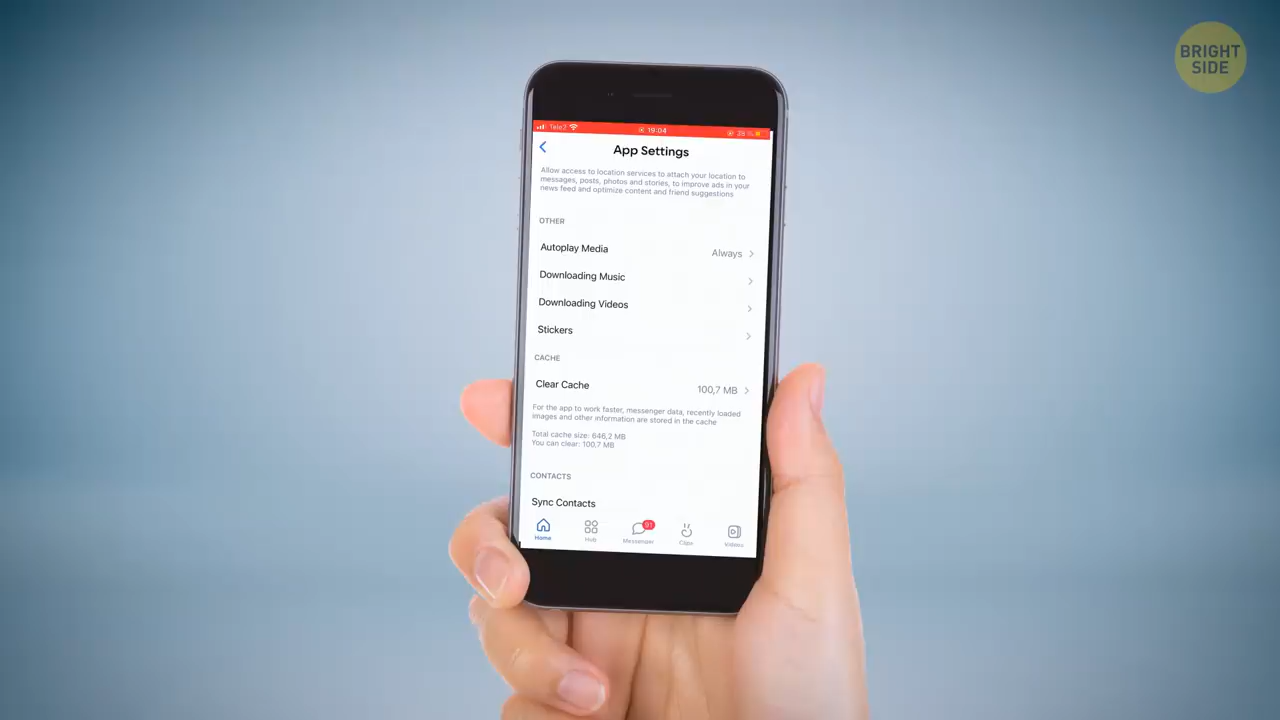 BRIGHT
SIDE
Tele2 19:04 28 %
App Settings
Allow access to location services to attach your location to
messages, posts, photos and stories, to improve ads in your
news feed and optimize content and friend suggestions
OTHER
Autoplay Media Always
Downloading Music
Downloading Videos
Stickers
CACHE
Clear Cache 100,7 MB
For the app to work faster, messenger data, recently loaded
images and other information are stored in the cache
Total cache size: 646,2 MB
You can clear: 100,7 MB
CONTACTS
Sync Contacts
91
Home Hub Messenger Clips Videos